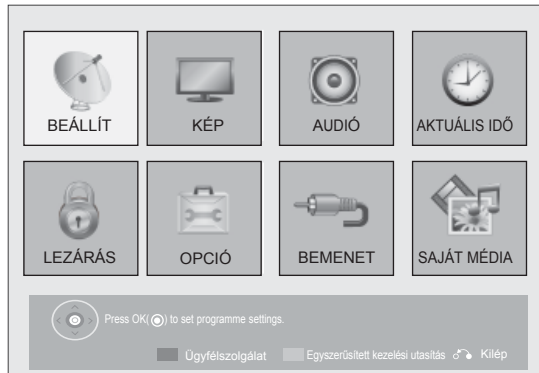 BEÁLLÍT KÉP AUDIÓ AKTUÁLIS IDŐ
LEZÁRÁS OPCIÓ BEMENET SAJÁT MÉDIA
Press OK(◉) to set programme settings.
Ügyfélszolgálat Egyszerűsített kezelési utasítás Kilép